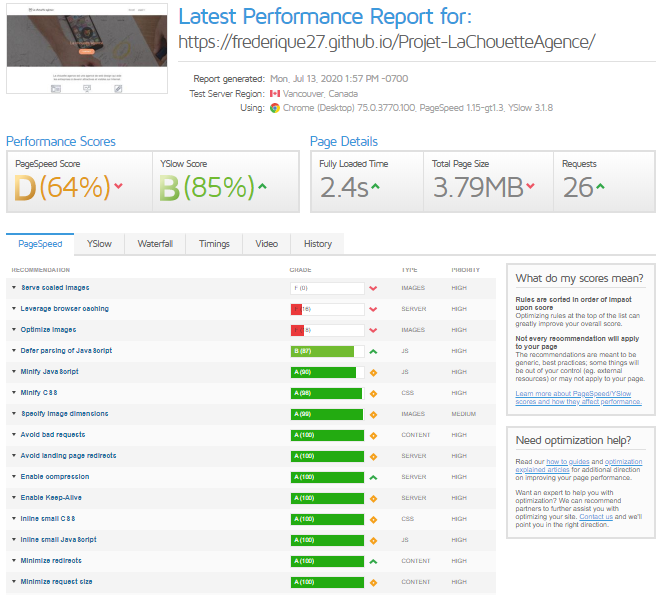 Latest Performance Report for:
https://frederique27.github.io/Projet-LaChouetteAgence/
Report generated: Mon, Jul 13, 2020 1:57 PM -0700
Test Server Region: Vancouver, Canada
Using: Chrome (Desktop) 75.0.3770.100, PageSpeed 1.15-gt1.3, YSlow 3.1.8
Performance Scores
PageSpeed Score
D (64%)
YSlow Score
B (85%)
Page Details
Fully Loaded Time
2.4s
Total Page Size
3.79MB
Requests
26
PageSpeed YSlow Waterfall Timings Video History
RECOMMENDATION GRADE TYPE PRIORITY
Serve scaled images F (0) IMAGES HIGH
Leverage browser caching F (16) SERVER HIGH
Optimize images IMAGES HIGH
Defer parsing of JavaScript B (87) JS HIGH
Minify JavaScript A (90) JS HIGH
Minify CSS A (98) CSS HIGH
Specify image dimensions A (99) IMAGES MEDIUM
Avoid bad requests A (100) CONTENT HIGH
Avoid landing page redirects A (100) SERVER HIGH
Enable compression A (100) SERVER HIGH
Enable Keep-Alive A (100) SERVER HIGH
Inline small CSS A (100) CSS HIGH
Inline small JavaScript A (100) JS HIGH
Minimize redirects A (100) CONTENT HIGH
Minimize request size A (100) CONTENT HIGH
What do my scores mean?
Rules are sorted in order of impact
upon score
Optimizing rules at the top of the list can
greatly improve your overall score.
Not every recommendation will apply
to your page
The recommendations are meant to be
generic, best practices; some things will
be out of your control (eg. external
resources) or may not apply to your page.
Learn more about PageSpeed/YSlow
scores and how they affect performance.
Need optimization help?
Read our how to guides and optimization
explained articles for additional direction
on improving your page performance.
Want an expert to help you with
optimization? We can recommend
partners to further assist you with
optimizing your site. Contact us and we'll
point you in the right direction.